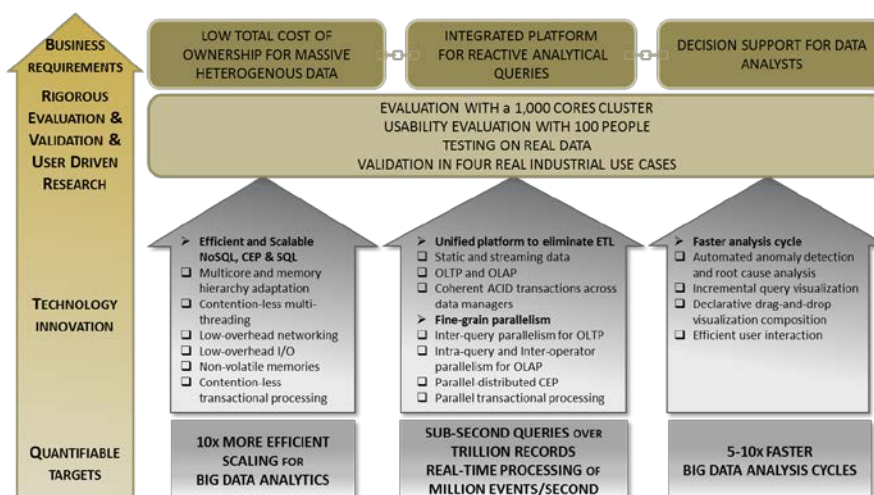 BUSINESS
REQUIREMENTS
LOW TOTAL COST OF
OWNERSHIP FOR MASSIVE
HETEROGENOUS DATA
INTEGRATED PLATFORM
FOR REACTIVE ANALYTICAL
QUERIES
DECISION SUPPORT FOR DATA
ANALYSTS
RIGOROUS
EVALUATION &
VALIDATION &
USER DRIVEN
RESEARCH
EVALUATION WITH a 1,000 CORES CLUSTER
USABILITY EVALUATION WITH 100 PEOPLE
TESTING ON REAL DATA
VALIDATION IN FOUR REAL INDUSTRIAL USE CASES
TECHNOLOGY
INNOVATION
➢ Efficient and Scalable
NoSQL, CEP & SQL
❑ Multicore and memory
hierarchy adaptation
❑ Contention-less multi-
threading
❑ Low-overhead networking
❑ Low-overhead I/O
❑ Non-volatile memories
❑ Contention-less
transactional processing
➢ Unified platform to eliminate ETL
❑ Static and streaming data
❑ OLTP and OLAP
❑ Coherent ACID transactions across
data managers
➢ Fine-grain parallelism
❑ Inter-query parallelism for OLTP
❑ Intra-query and Inter-operator
parallelism for OLAP
❑ Parallel-distributed CEP
❑ Parallel transactional processing
➢ Faster analysis cycle
❑ Automated anomaly detection
and root cause analysis
❑ Incremental query visualization
❑ Declarative drag-and-drop
visualization composition
❑ Efficient user interaction
QUANTIFIABLE
TARGETS
10x MORE EFFICIENT
SCALING FOR
BIG DATA ANALYTICS
SUB-SECOND QUERIES OVER
TRILLION RECORDS
REAL-TIME PROCESSING OF
MILLION EVENTS/SECOND
5-10x FASTER
BIG DATA ANALYSIS CYCLES